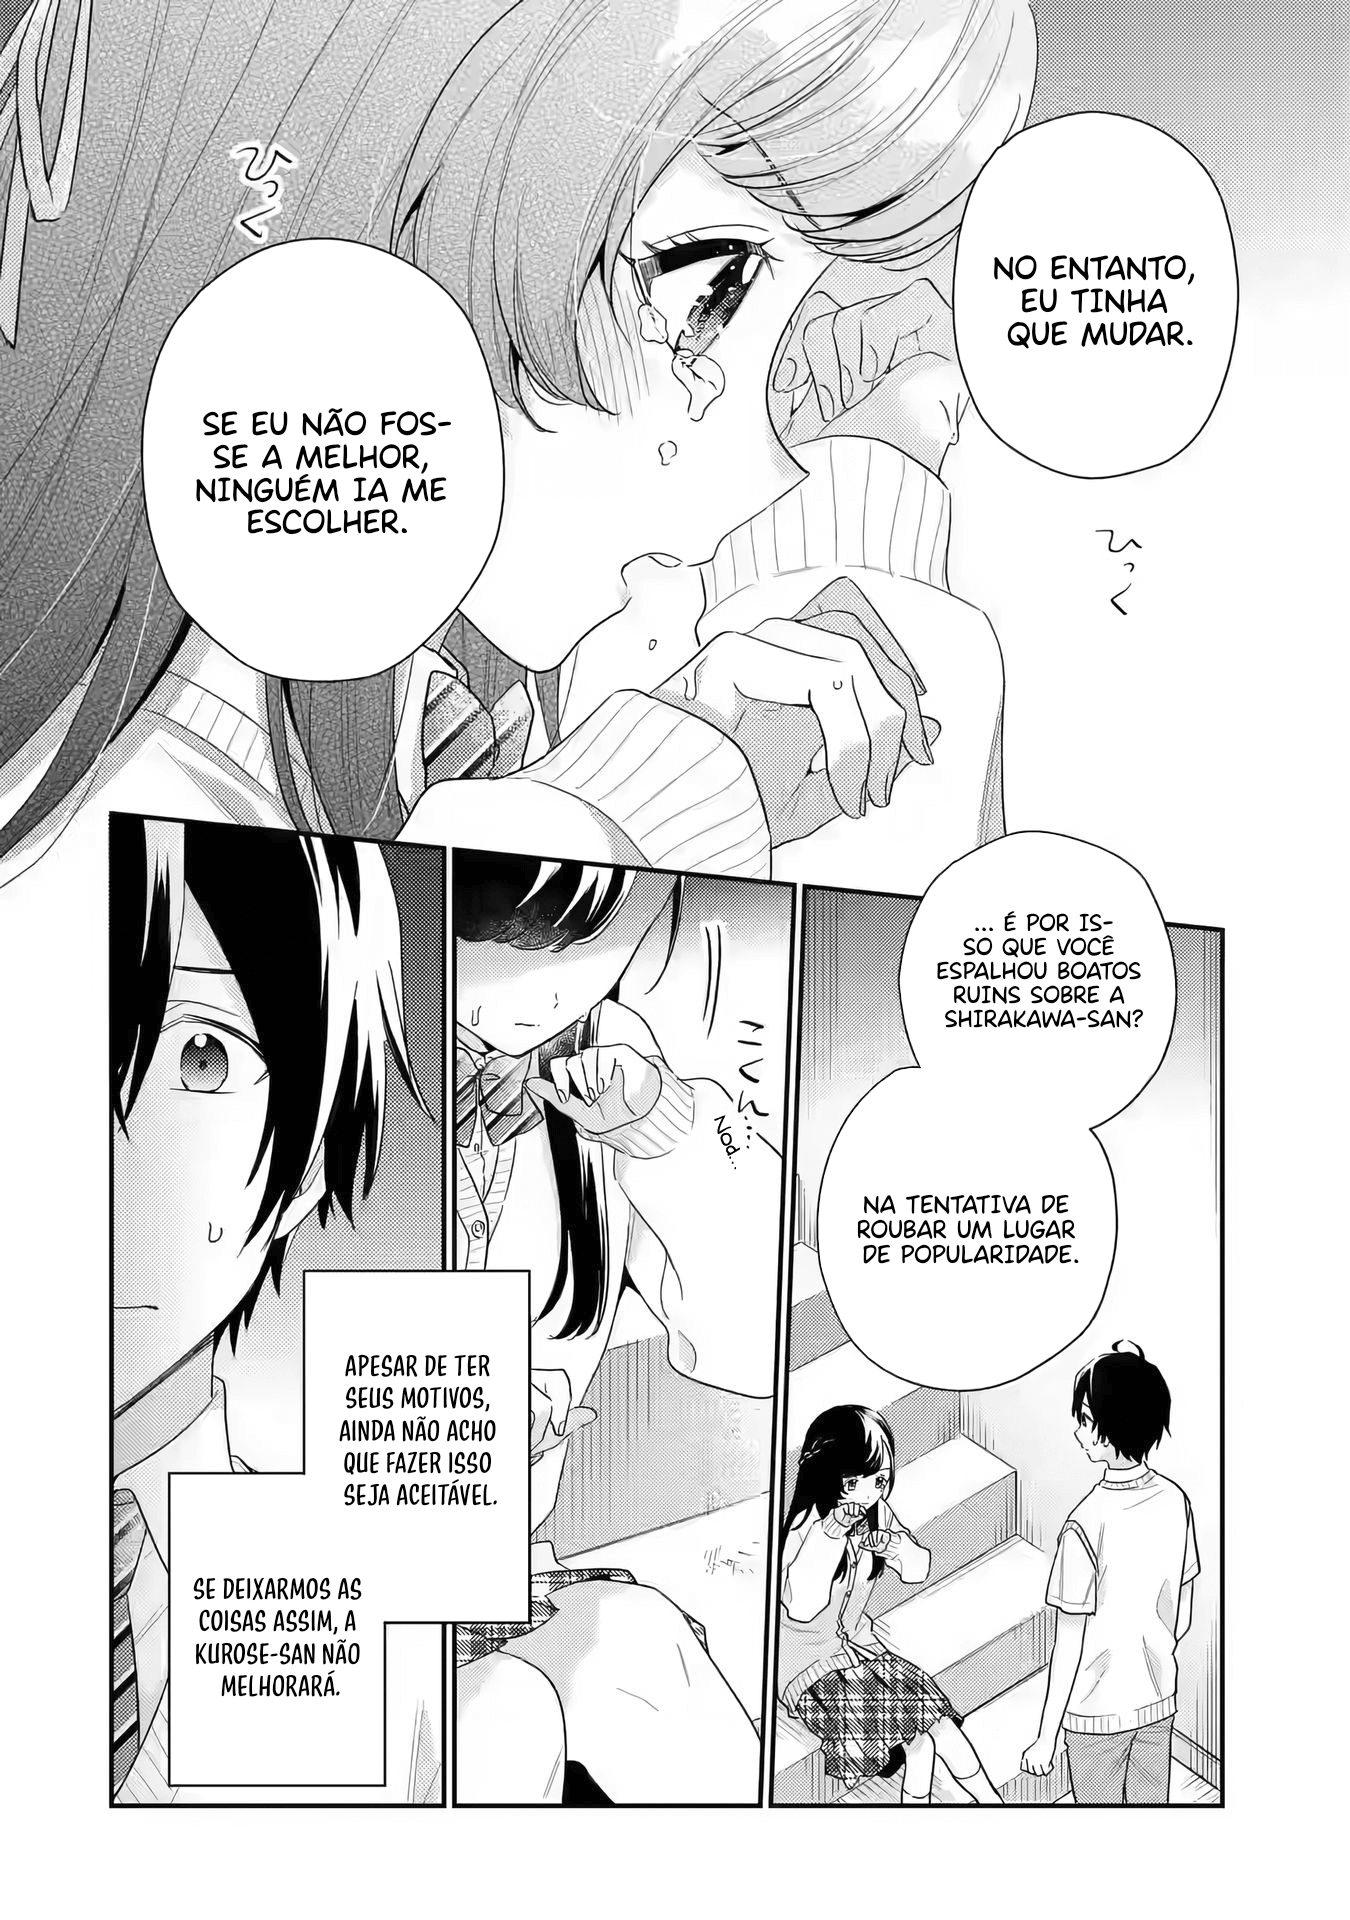 NO ENTANTO,
EU TINHA
QUE MUDAR.
ひっく
SE EU NÃO FOS-
SE A MELHOR,
NINGUÉM IA ME
ESCOLHER.
ひっく
... É POR IS-
SO QUE VOCÊ
ESPALHOU BOATOS
RUINS SOBRE A
SHIRAKAWA-SAN?
NA TENTATIVA DE
ROUBAR UM LUGAR
DE POPULARIDADE.
こくん……
Nod...
APESAR DE TER
SEUS MOTIVOS,
AINDA NÃO ACHO
QUE FAZER ISSO
SEJA ACEITÁVEL.
SE DEIXARMOS AS
COISAS ASSIM, A
KUROSE-SAN NÃO
MELHORARÁ.